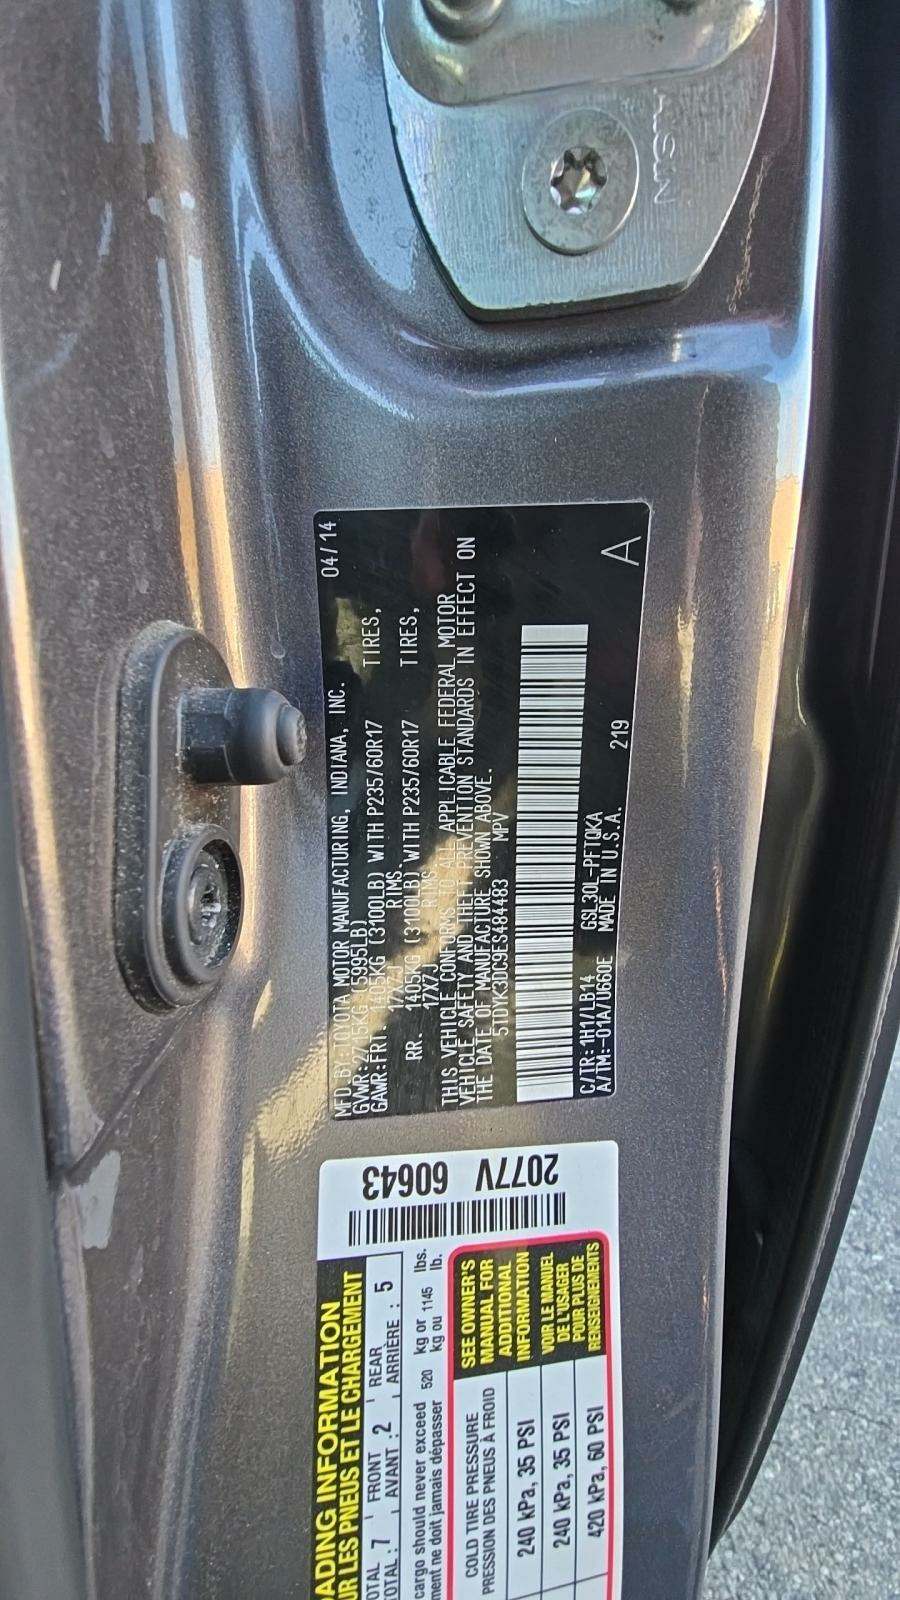 MFD.BY:TOYOTA MOTOR MANUFACTURING, INDIANA, INC. 04/14
GVWR:2715KG (5995LB)
GAWR:FRT. 1405KG (3100LB) WITH P235/60R17 TIRES,
17X7J RIMS.
RR. 1405KG (3100LB) WITH P235/60R17 TIRES,
17X7J RIMS.
THIS VEHICLE CONFORMS TO ALL APPLICABLE FEDERAL MOTOR
VEHICLE SAFETY AND THEFT PREVENTION STANDARDS IN EFFECT ON
THE DATE OF MANUFACTURE SHOWN ABOVE.
5TDYK3DC9ES484483 MPV
C/TR:1H1/LB14 GSL30L-PFTQKA 219
A/TM:-01A/U660E MADE IN U.S.A. A
60643
2077V
ADING INFORMATION
UR LES PNEUS ET LE CHARGEMENT
OTAL 7 FRONT 2 REAR 5
OTAL : 7 AVANT : 2 ARRIÈRE : 5
cargo should never exceed 520 kg or 1145 lbs.
ment ne doit jamais dépasser kg ou lb.
COLD TIRE PRESSURE
PRESSION DES PNEUS À FROID
240 kPa, 35 PSI
240 kPa, 35 PSI
420 kPa, 60 PSI
SEE OWNER'S
MANUAL FOR
ADDITIONAL
INFORMATION
VOIR LE MANUEL
DE L'USAGER
POUR PLUS DE
RENSEIGNEMENTS